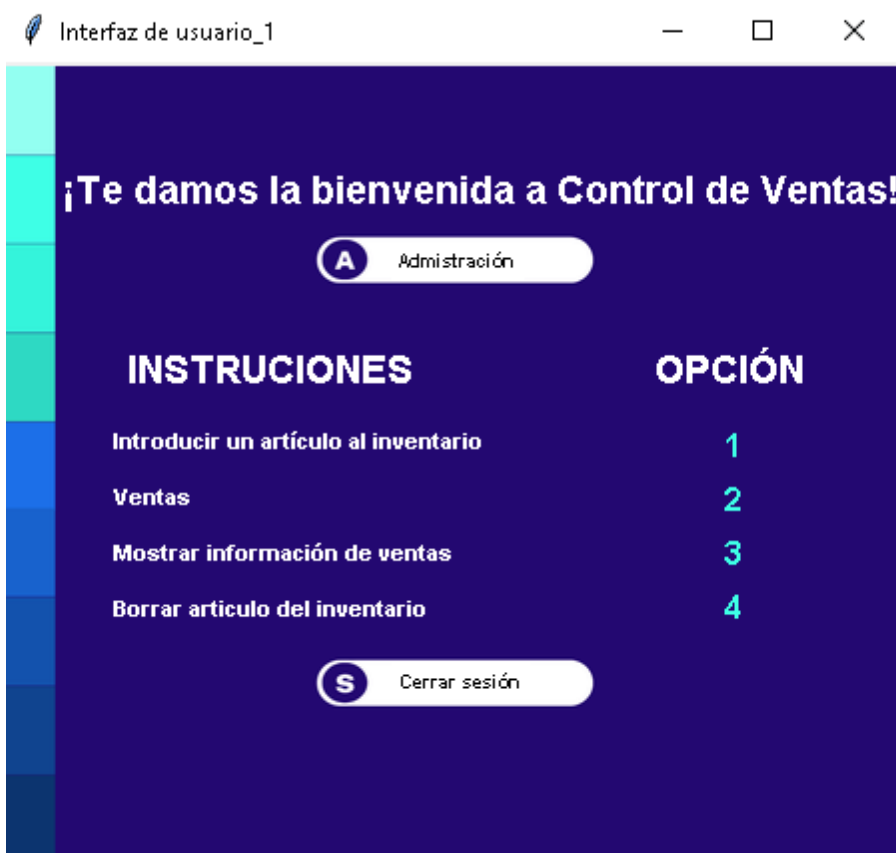 Interfaz de usuario_1
¡Te damos la bienvenida a Control de Ventas!
A Admistración
INSTRUCIONES OPCIÓN
Introducir un artículo al inventario 1
Ventas 2
Mostrar información de ventas 3
Borrar articulo del inventario 4
S Cerrar sesión